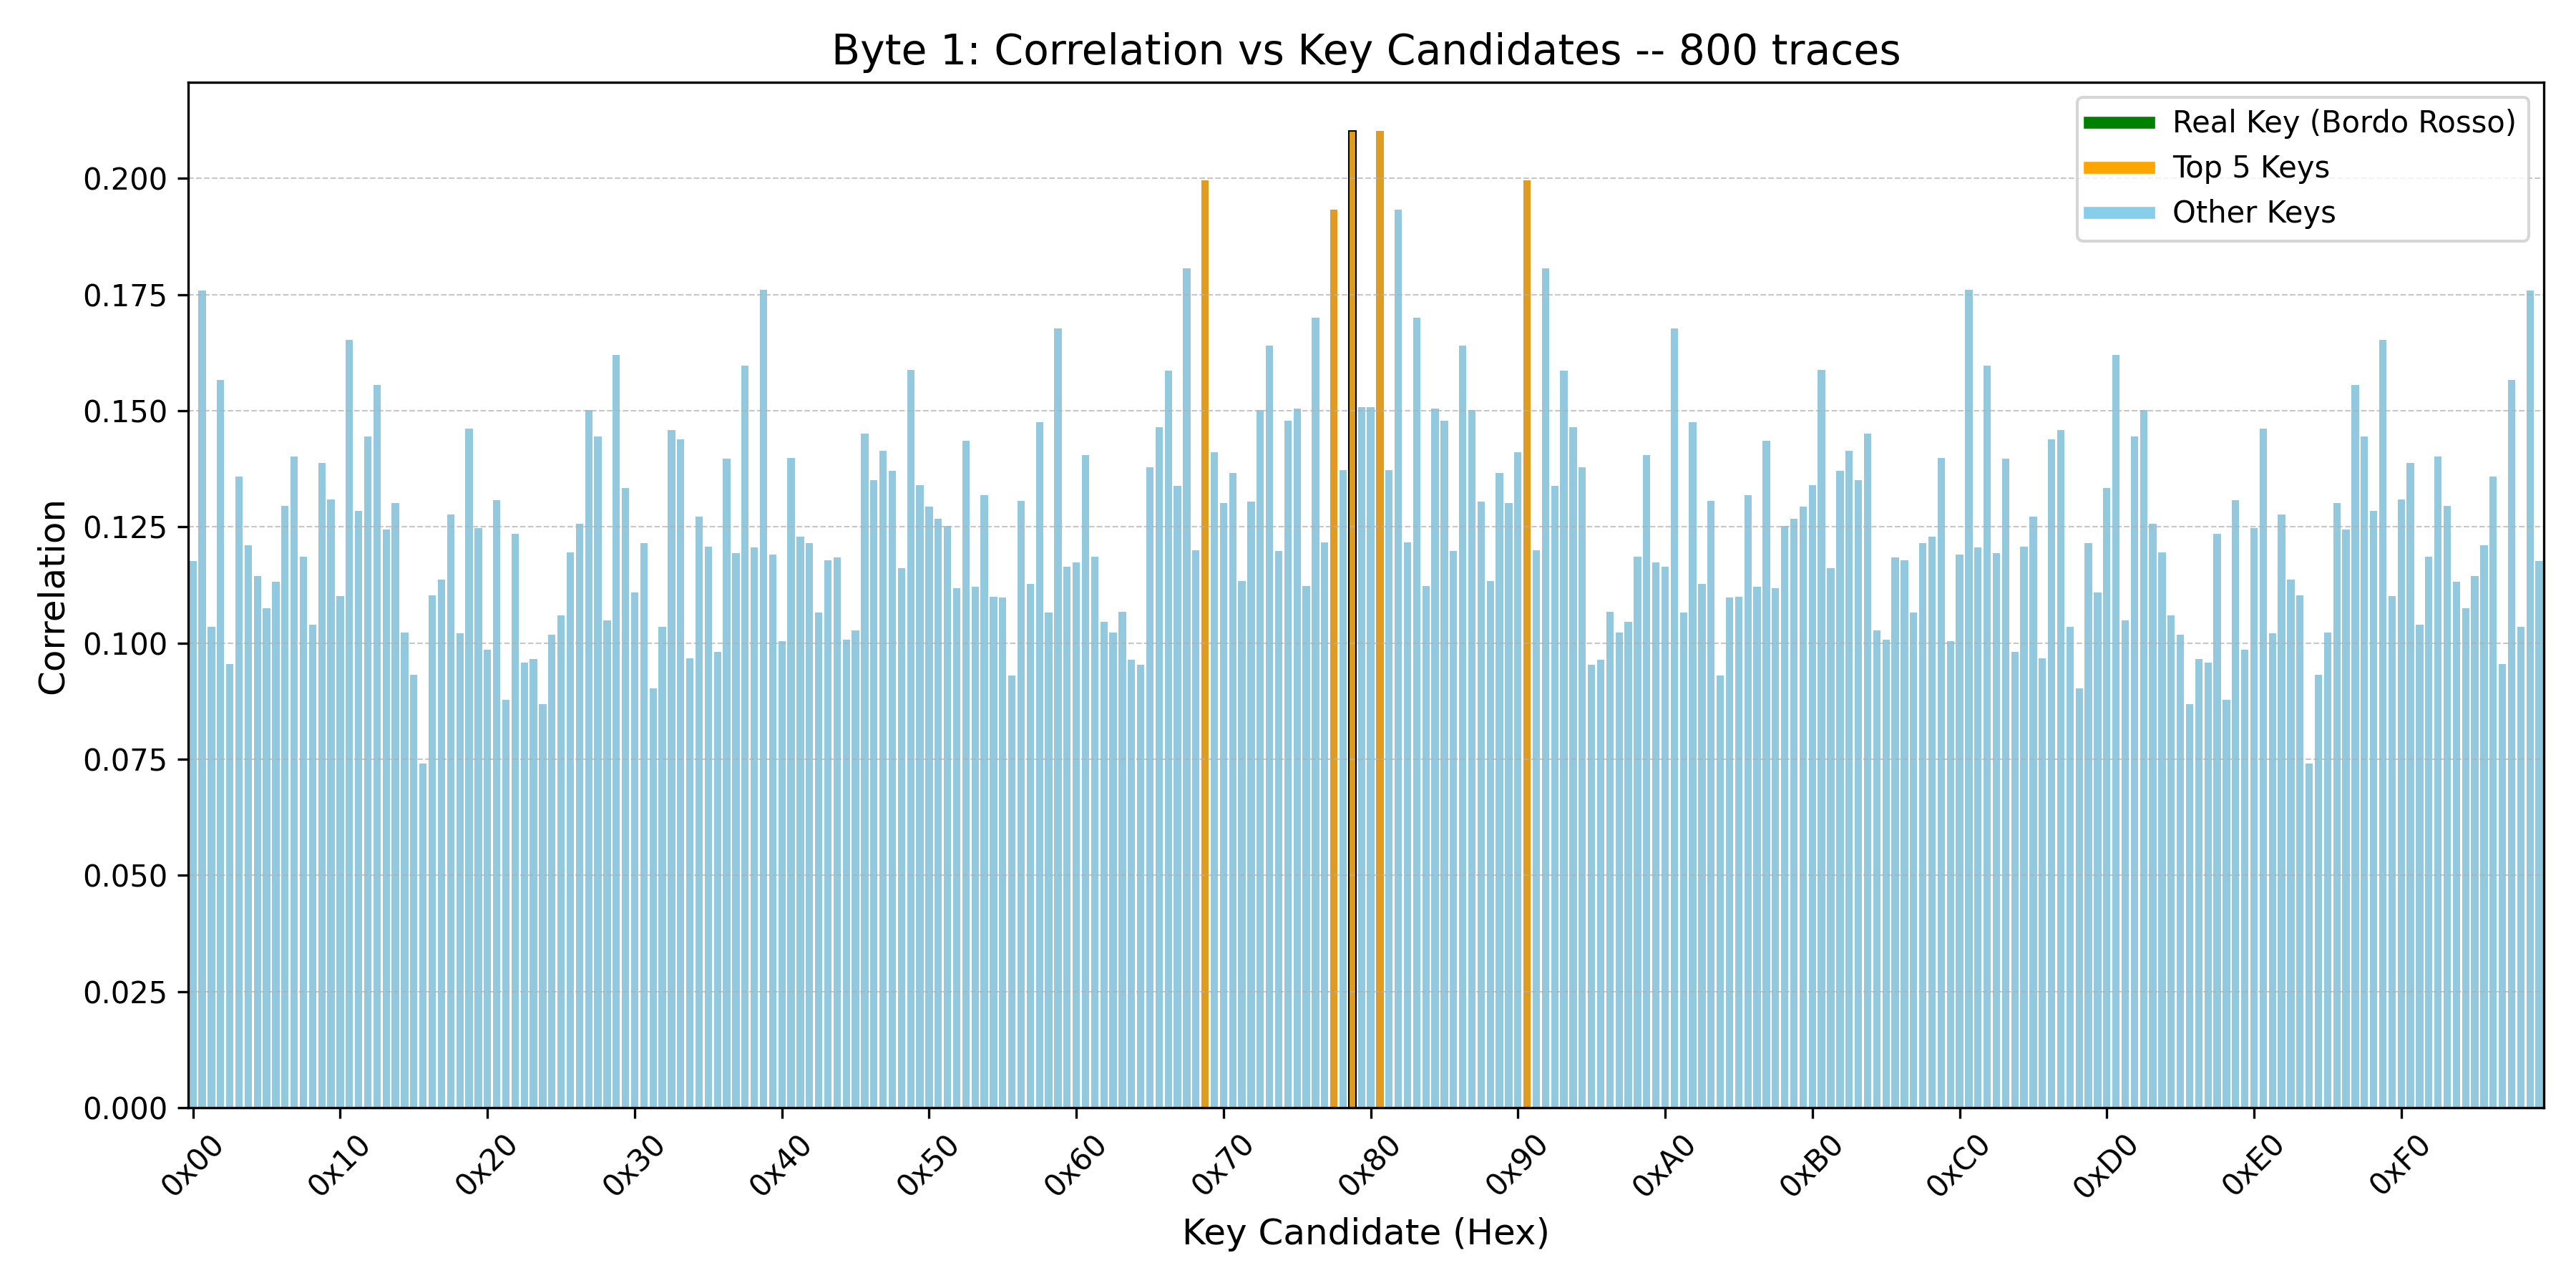 Byte 1: Correlation vs Key Candidates -- 800 traces
Real Key (Bordo Rosso)
Top 5 Keys
Other Keys
Correlation
0.200
0.175
0.150
0.125
0.100
0.075
0.050
0.025
0.000
0x00 0x10 0x20 0x30 0x40 0x50 0x60 0x70 0x80 0x90 0xA0 0xB0 0xC0 0xD0 0xE0 0xF0
Key Candidate (Hex)